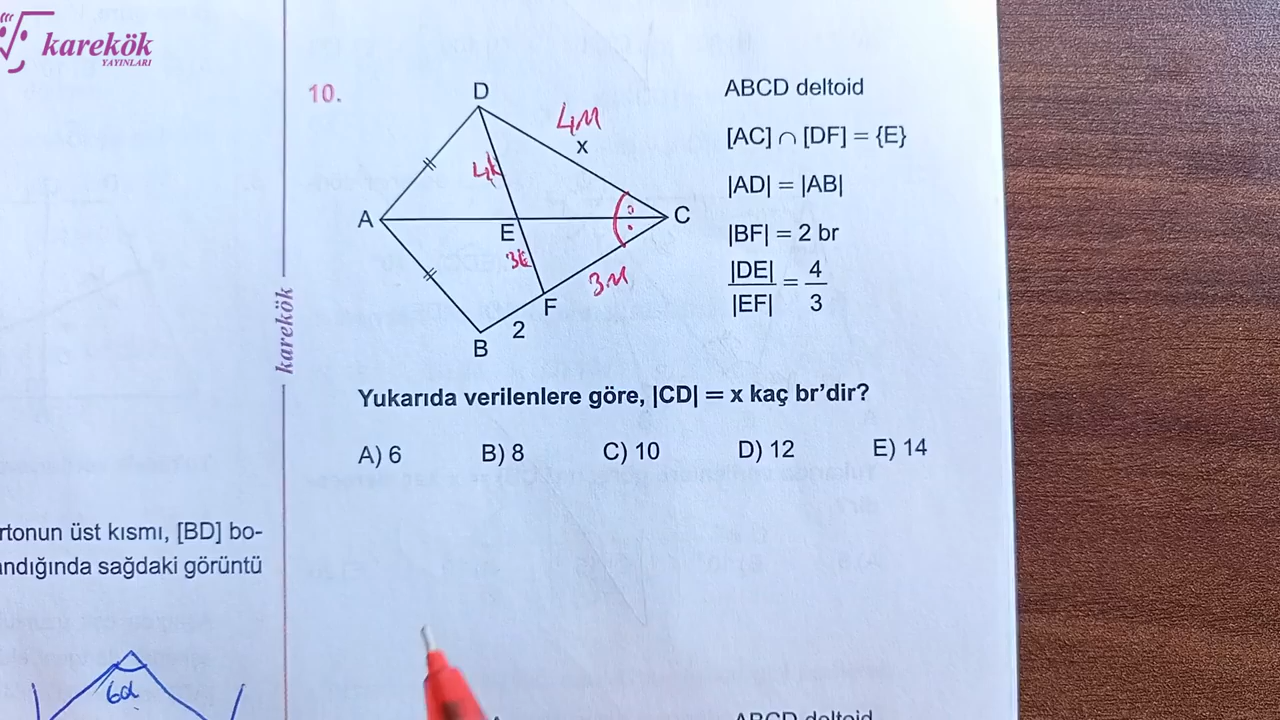 karekök
YAYINLARI
karekök
rtonun üst kısmı, [BD] bo-
andığında sağdaki görüntü
6α
10.
D
4M
x
4k
A
E
C
3k
3M
F
2
B
ABCD deltoid
[AC] ∩ [DF] = {E}
|AD| = |AB|
|BF| = 2 br
|DE| / |EF| = 4 / 3
Yukarıda verilenlere göre, |CD| = x kaç br'dir?
A) 6 B) 8 C) 10 D) 12 E) 14
ABCD deltoid